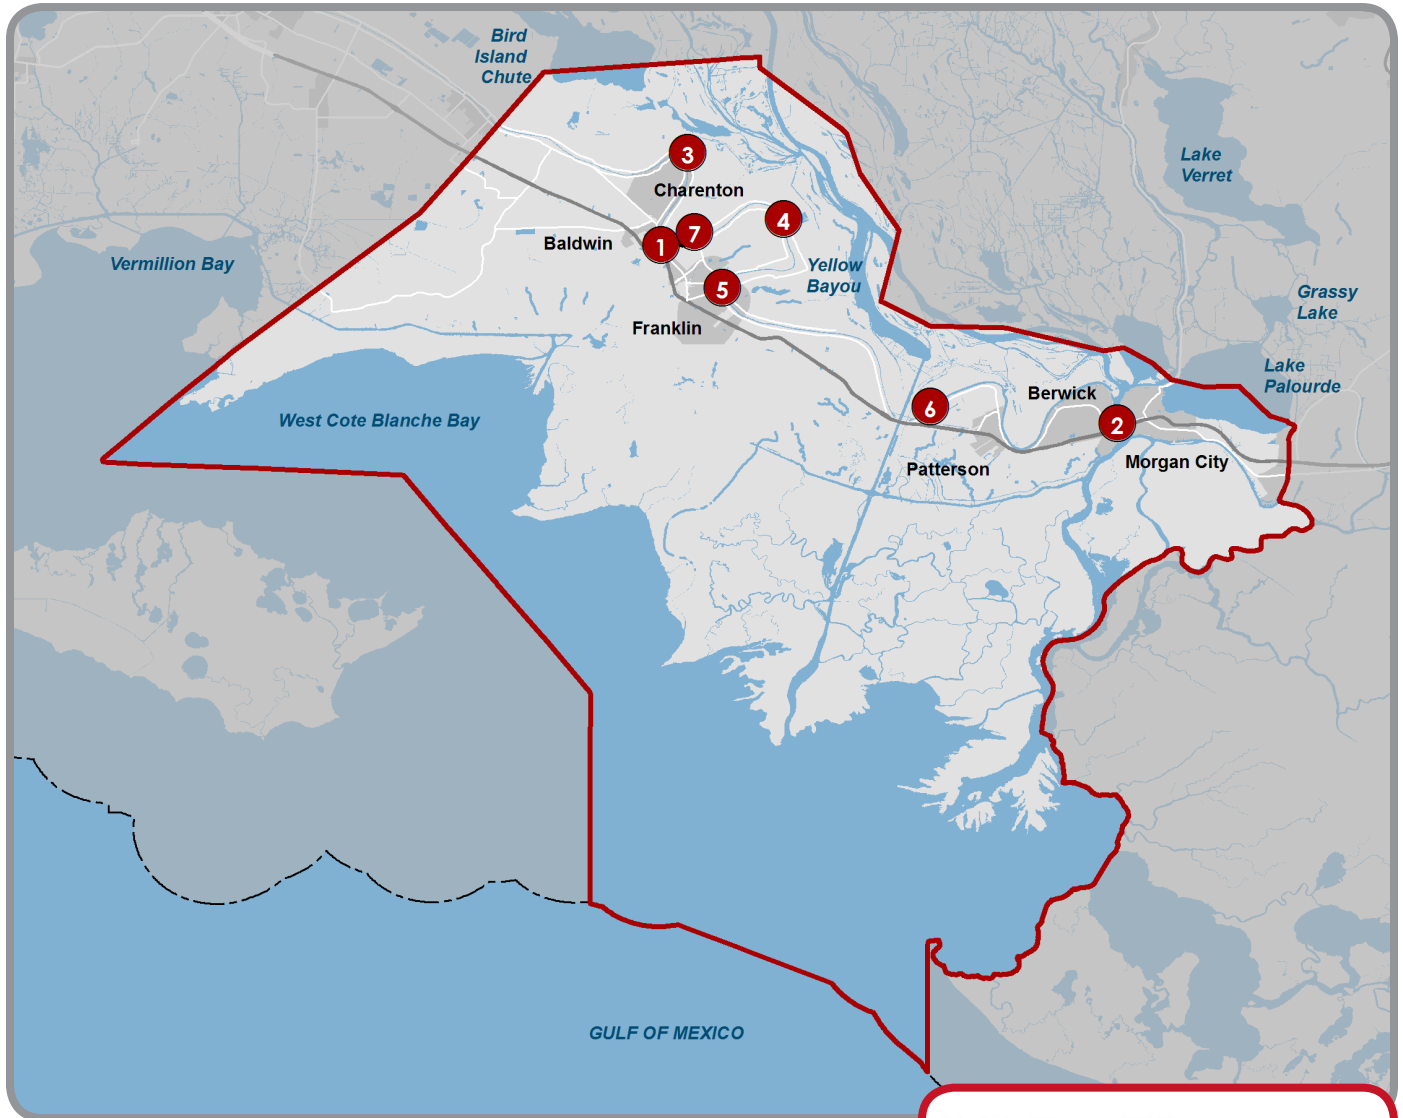 Bird
Island
Chute
Lake
Verret
3
Charenton
4
7
1
Baldwin
Vermillion Bay
Yellow
Bayou
5
Grassy
Lake
Franklin
Lake
Palourde
Berwick
6
2
West Cote Blanche Bay
Morgan City
Patterson
GULF OF MEXICO